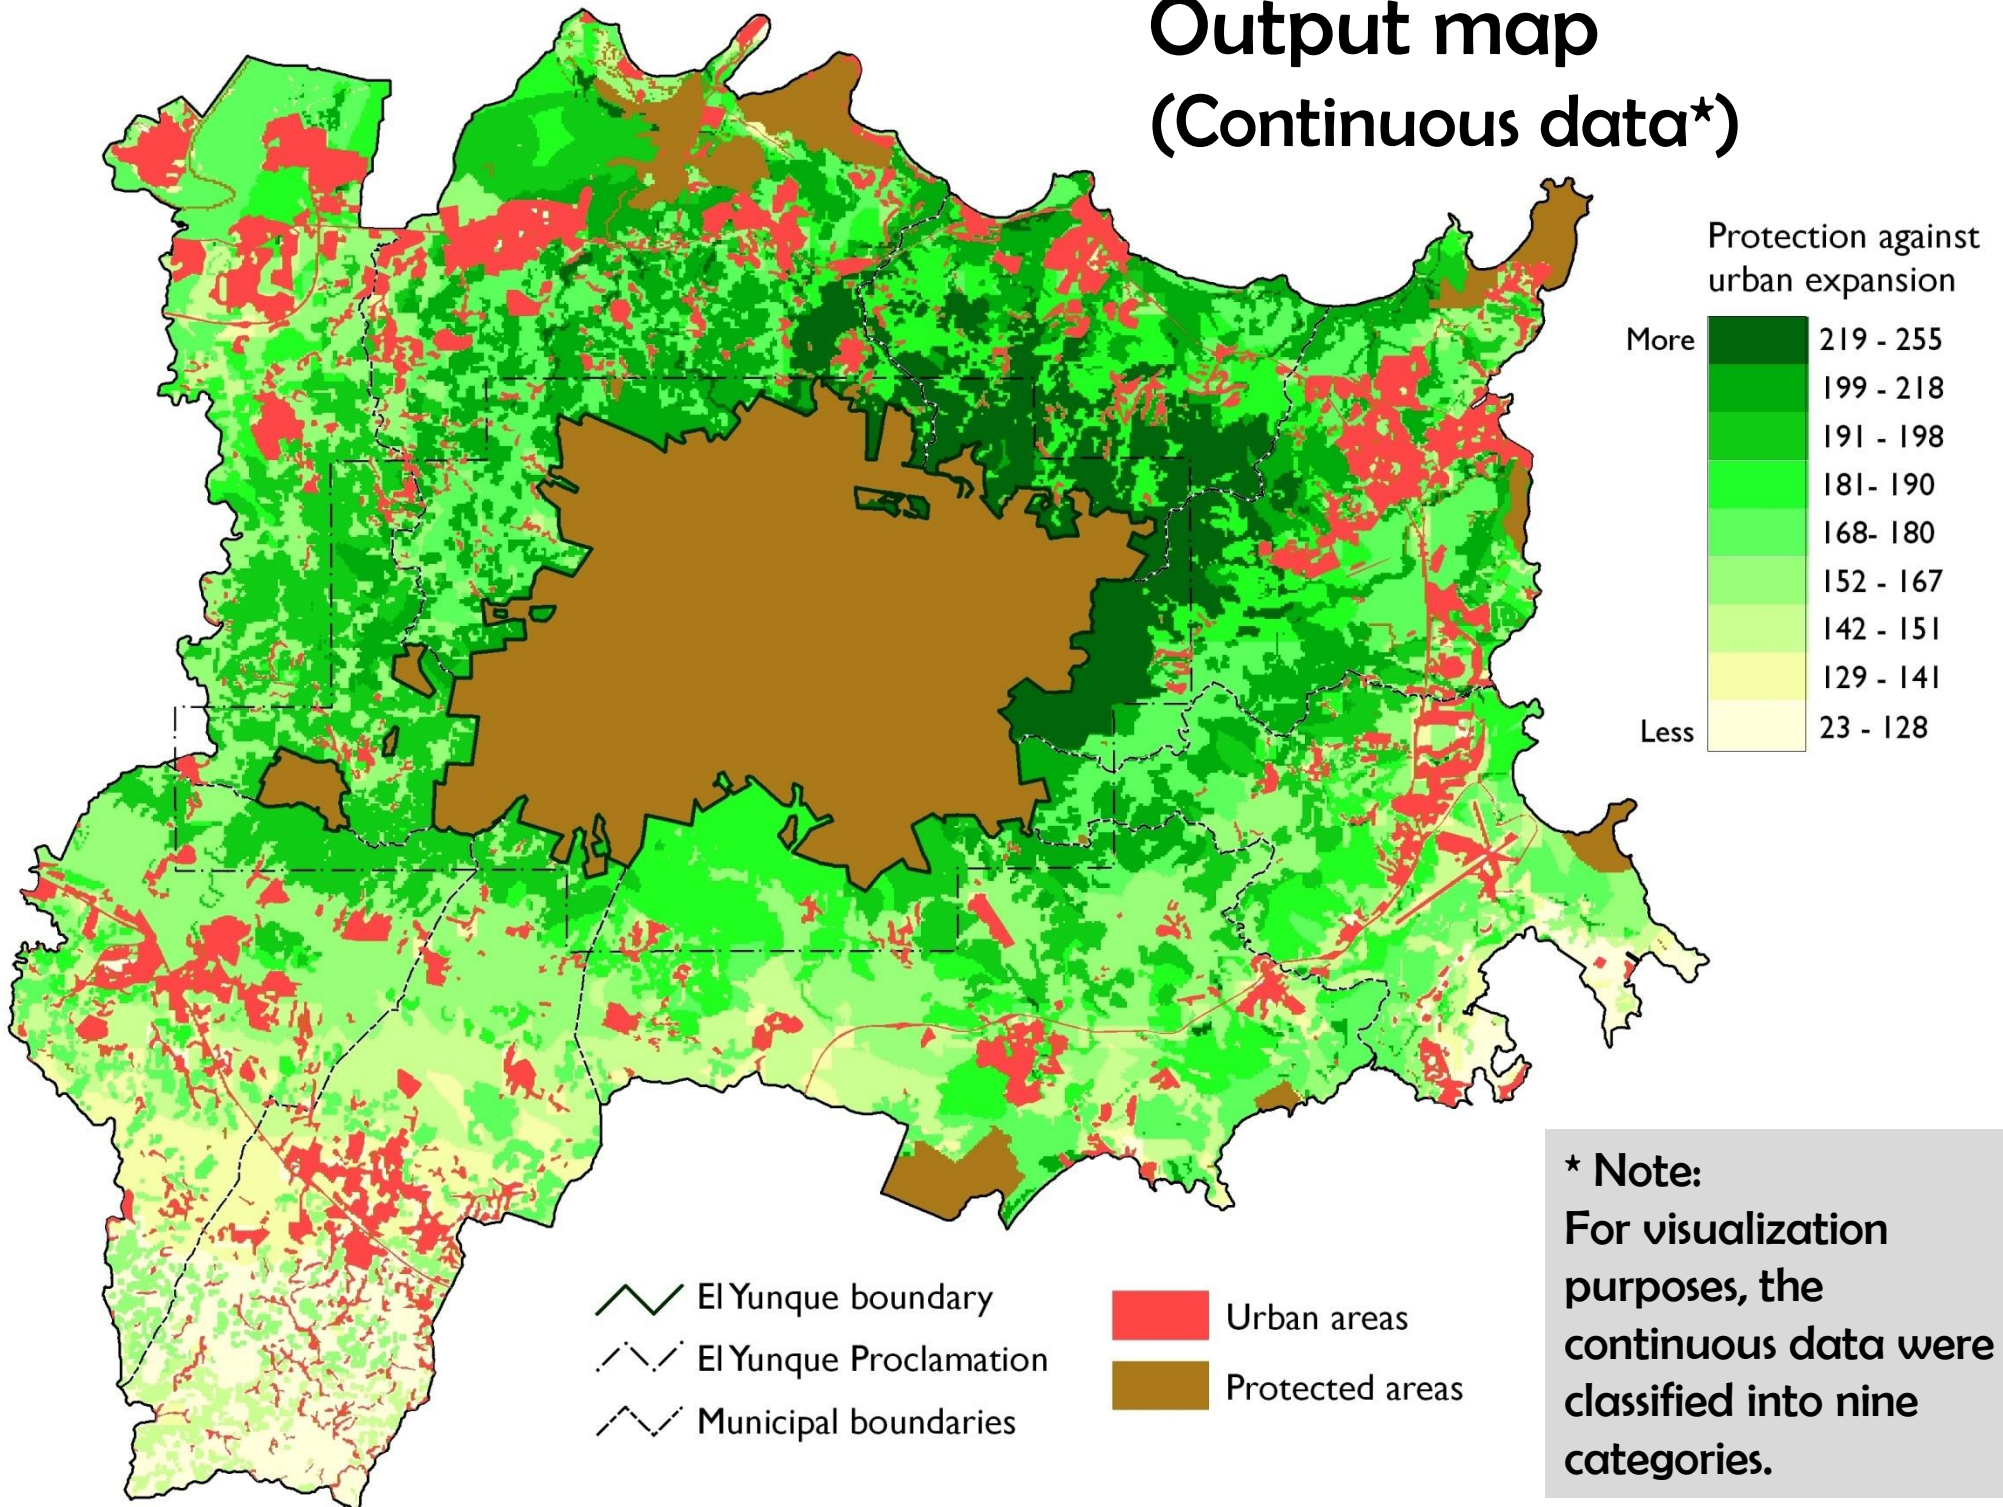 Output map
(Continuous data*)
Protection against
urban expansion
More 219 - 255
199 - 218
191 - 198
181- 190
168- 180
152 - 167
142 - 151
129 - 141
Less 23 - 128
* Note:
For visualization
purposes, the
continuous data were
classified into nine
categories.
El Yunque boundary
El Yunque Proclamation
Municipal boundaries
Urban areas
Protected areas